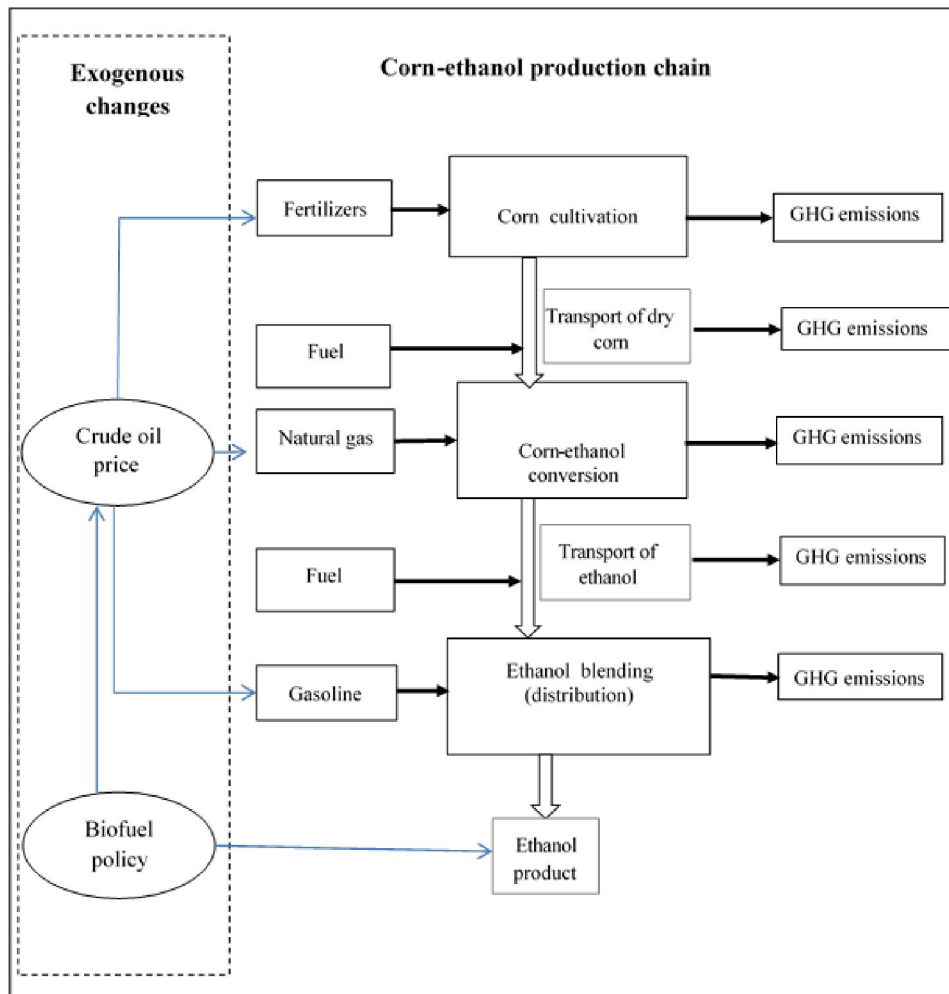 Exogenous
changes
Corn-ethanol production chain
Fertilizers
Corn cultivation
GHG emissions
Transport of dry
corn
GHG emissions
Fuel
Crude oil
price
Natural gas
Corn-ethanol
conversion
GHG emissions
Fuel
Transport of
ethanol
GHG emissions
Gasoline
Ethanol blending
(distribution)
GHG emissions
Biofuel
policy
Ethanol
product